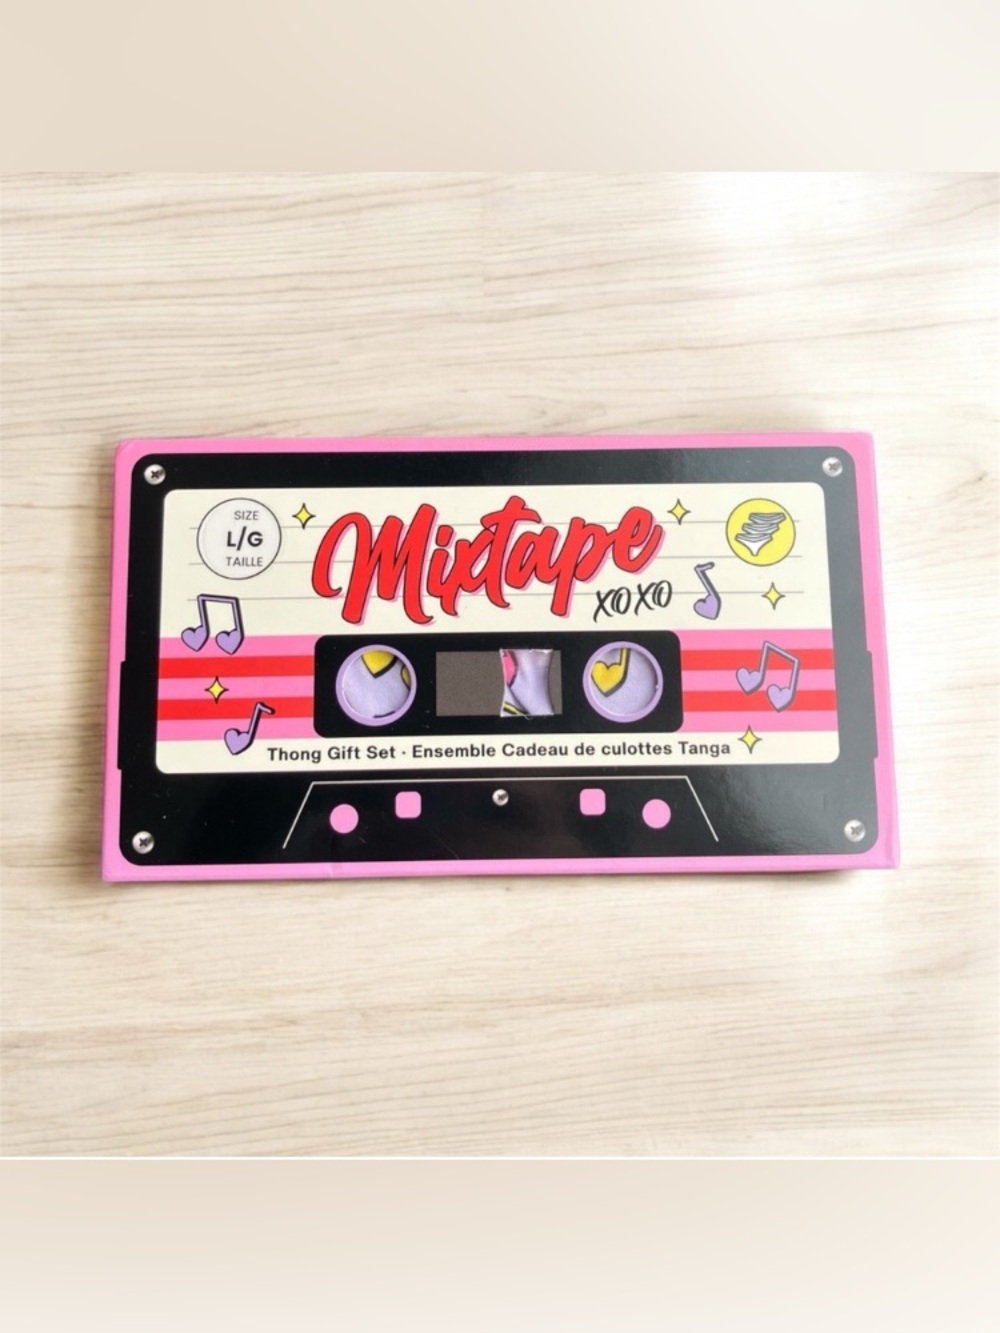 SIZE
L/G
TAILLE
Mixtape
XOXO
Thong Gift Set · Ensemble Cadeau de culottes Tanga